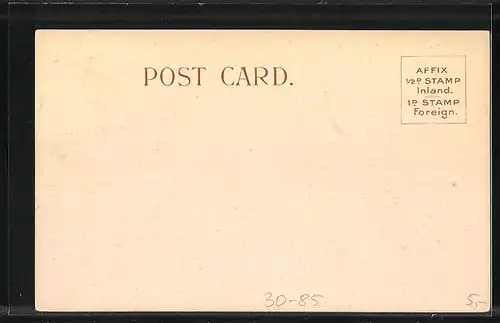 POST CARD.
AFFIX
½D STAMP
Inland.
1D STAMP
Foreign.
30-85
5,-